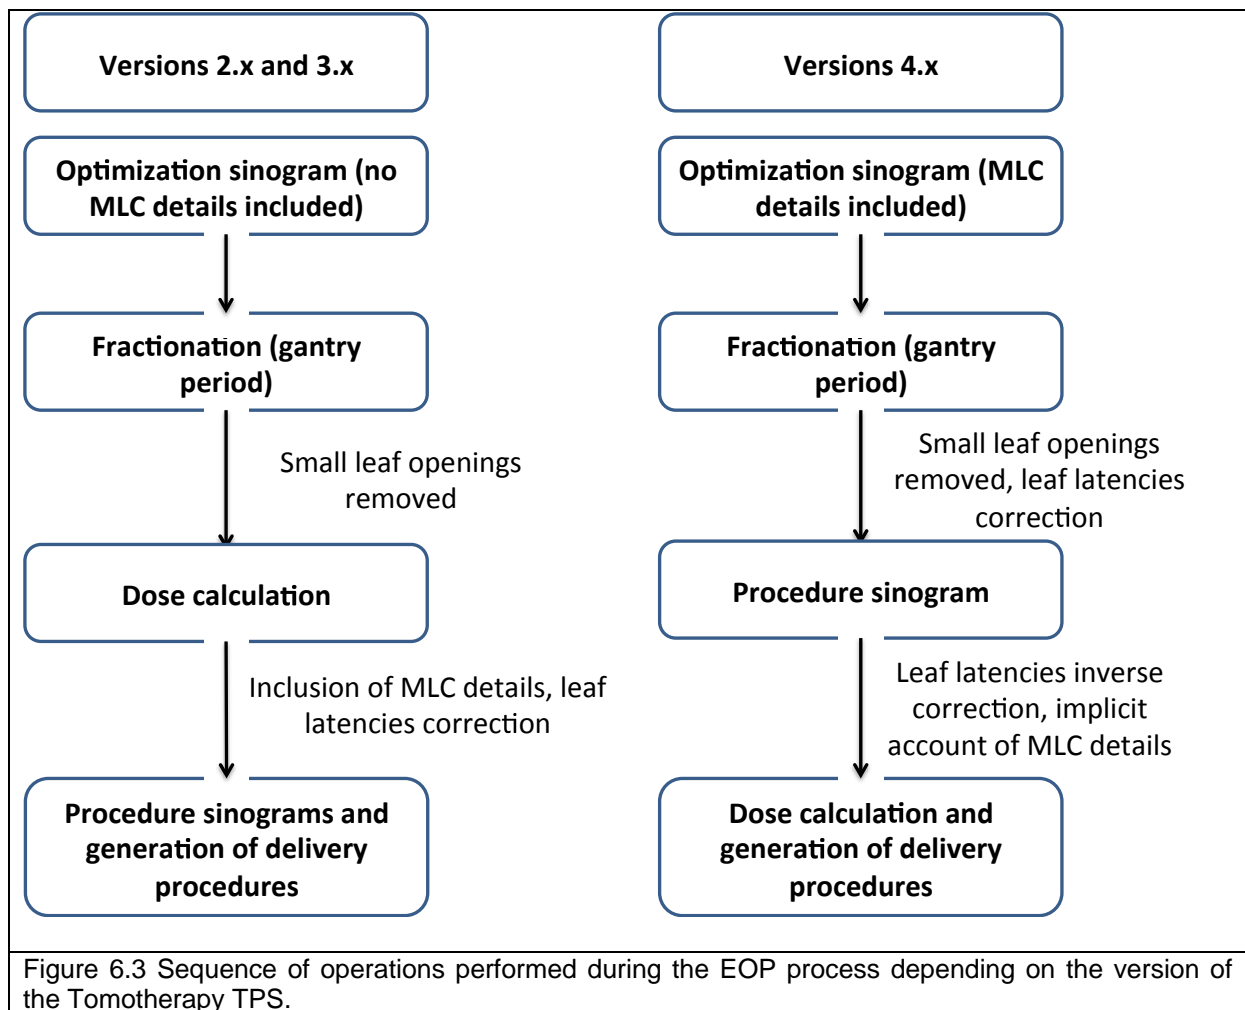 Versions 2.x and 3.x
Optimization sinogram (no
MLC details included)
Fractionation (gantry
period)
Small leaf openings
removed
Dose calculation
Inclusion of MLC details, leaf
latencies correction
Procedure sinograms and
generation of delivery
procedures
Versions 4.x
Optimization sinogram (MLC
details included)
Fractionation (gantry
period)
Small leaf openings
removed, leaf latencies
correction
Procedure sinogram
Leaf latencies inverse
correction, implicit
account of MLC details
Dose calculation and
generation of delivery
procedures
Figure 6.3 Sequence of operations performed during the EOP process depending on the version of
the Tomotherapy TPS.